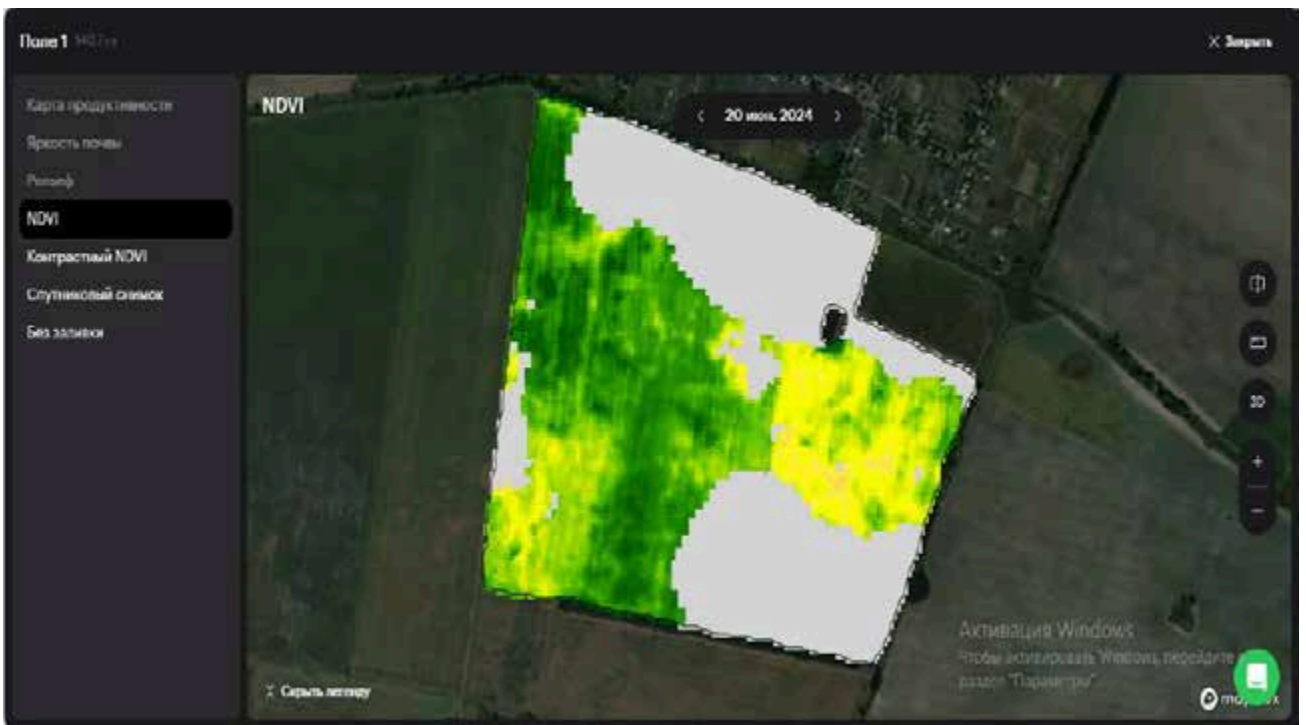 Поле 1
Закрыть
Карта продуктивности
Яркость почвы
Рельеф
NDVI
Контрастный NDVI
Спутниковый снимок
Без заливки
NDVI
20 июн. 2024
3D
+
−
Скрыть легенду
Активация Windows
Чтобы активировать Windows, перейдите в
раздел "Параметры".